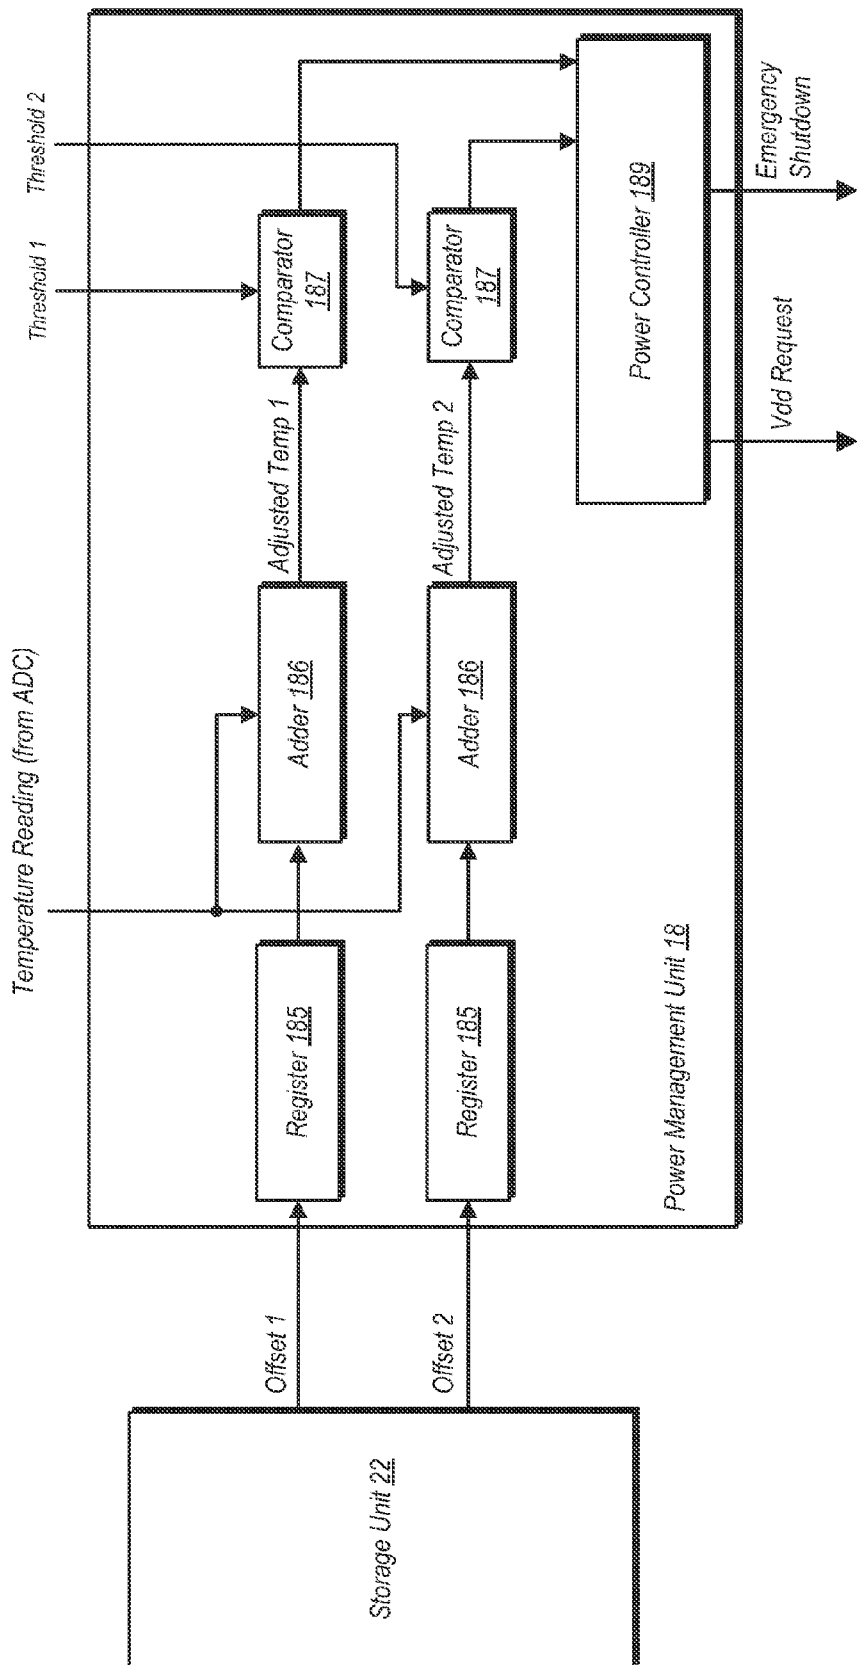 Temperature Reading (from ADC)
Threshold 1
Threshold 2
Storage Unit 22
Offset 1
Register 185
Adder 186
Adjusted Temp 1
Comparator
187
Offset 2
Register 185
Adder 186
Adjusted Temp 2
Comparator
187
Power Controller 189
Power Management Unit 18
Vdd Request
Emergency
Shutdown